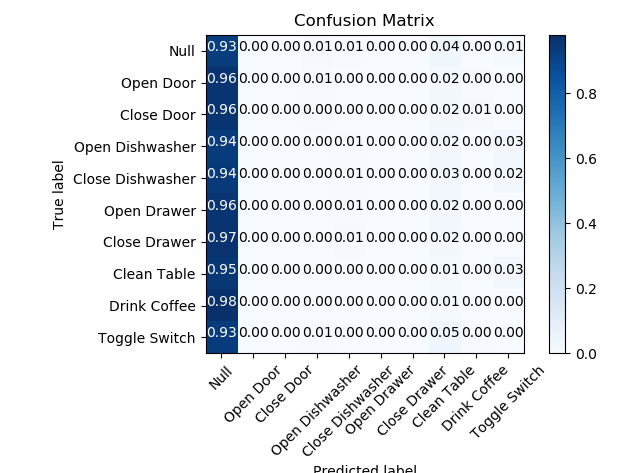 Confusion Matrix
Null 0.93 0.00 0.00 0.01 0.01 0.00 0.00 0.04 0.00 0.01
Open Door 0.96 0.00 0.00 0.01 0.00 0.00 0.00 0.02 0.00 0.00
Close Door 0.96 0.00 0.00 0.00 0.00 0.00 0.00 0.02 0.01 0.00
Open Dishwasher 0.94 0.00 0.00 0.00 0.01 0.00 0.00 0.02 0.00 0.03
Close Dishwasher 0.94 0.00 0.00 0.00 0.01 0.00 0.00 0.03 0.00 0.02
Open Drawer 0.96 0.00 0.00 0.00 0.01 0.00 0.00 0.02 0.00 0.00
Close Drawer 0.97 0.00 0.00 0.00 0.01 0.00 0.00 0.02 0.00 0.00
Clean Table 0.95 0.00 0.00 0.00 0.00 0.00 0.00 0.01 0.00 0.03
Drink Coffee 0.98 0.00 0.00 0.00 0.00 0.00 0.00 0.01 0.00 0.00
Toggle Switch 0.93 0.00 0.00 0.01 0.00 0.00 0.00 0.05 0.00 0.00
True label
Null
Open Door
Close Door
Open Dishwasher
Close Dishwasher
Open Drawer
Close Drawer
Clean Table
Drink Coffee
Toggle Switch
Predicted label
0.8
0.6
0.4
0.2
0.0